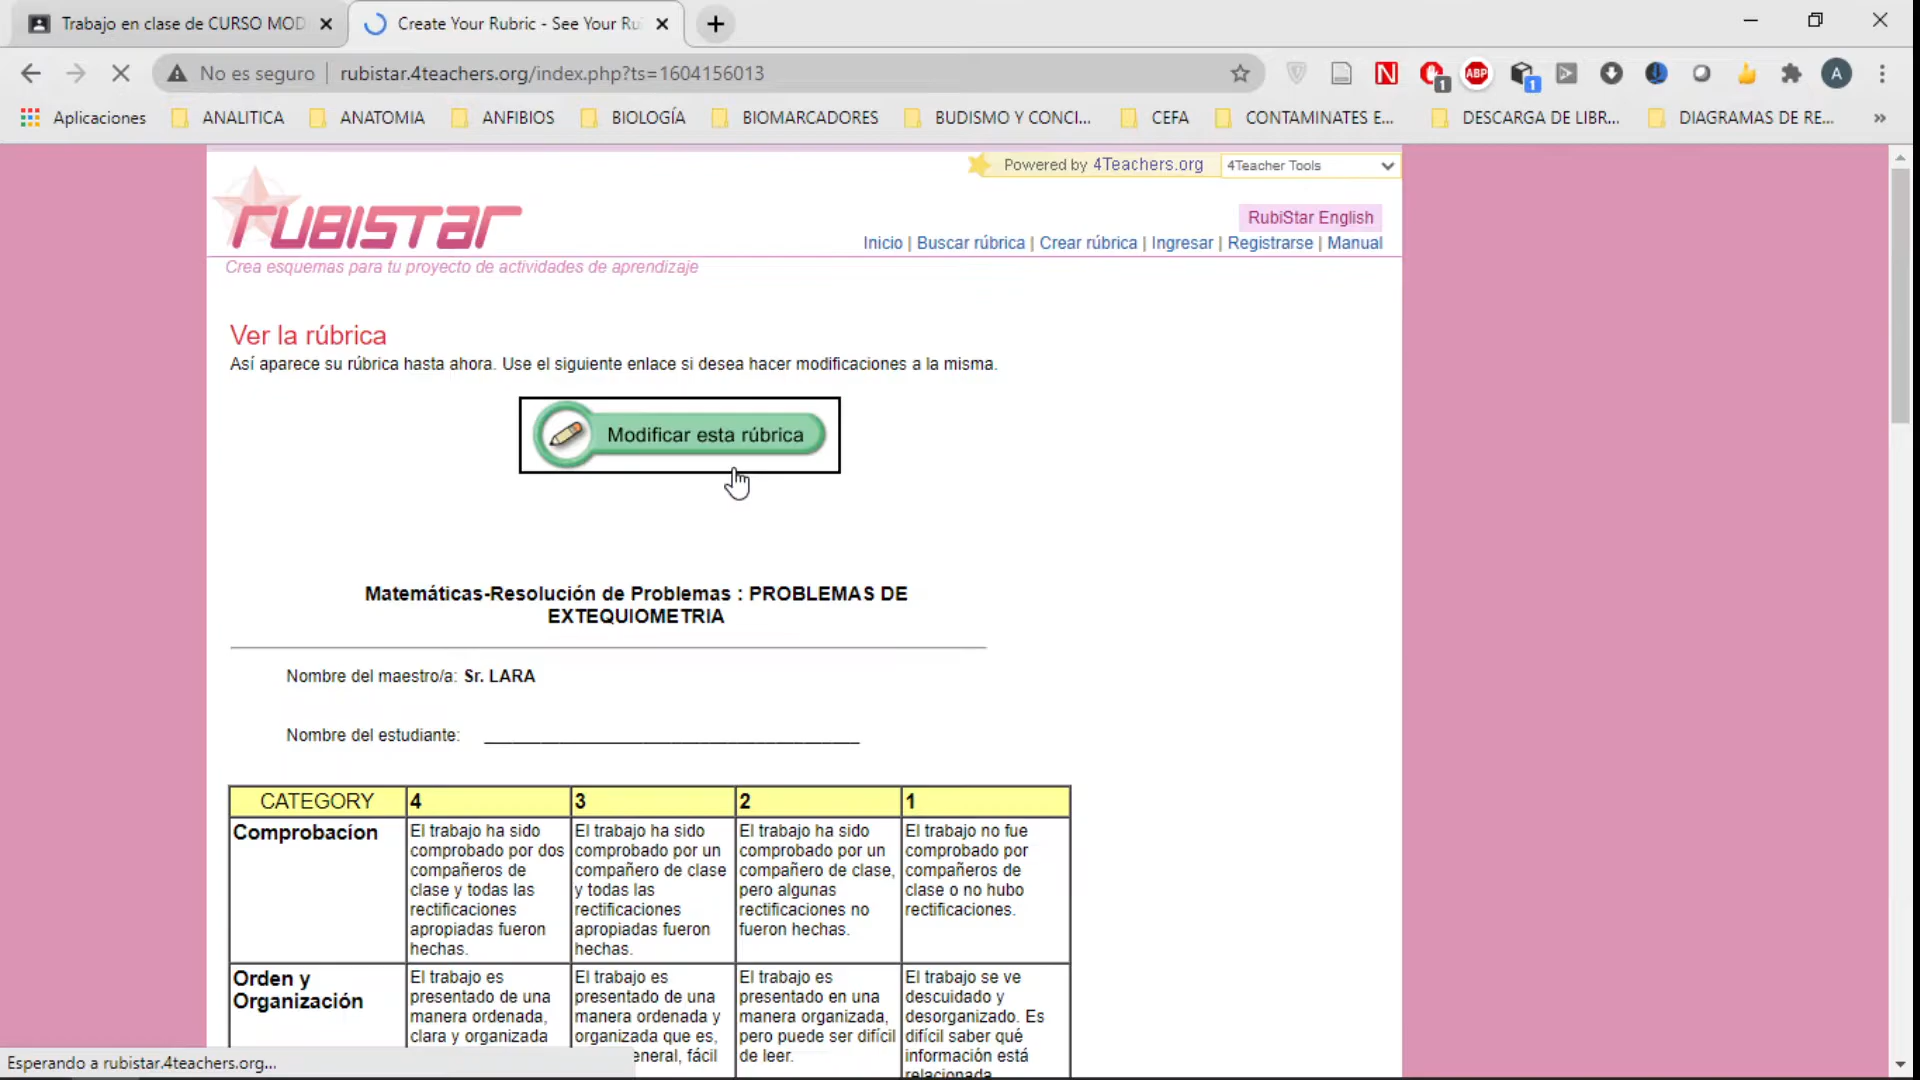 Trabajo en clase de CURSO MOD
Create Your Rubric - See Your Ru
No es seguro
rubistar.4teachers.org/index.php?ts=1604156013
N
1
ABP
1
A
Aplicaciones
ANALITICA
ANATOMIA
ANFIBIOS
BIOLOGÍA
BIOMARCADORES
BUDISMO Y CONCI...
CEFA
CONTAMINATES E...
DESCARGA DE LIBR...
DIAGRAMAS DE RE...
»
Powered by 4Teachers.org
4Teacher Tools
RUBISTAR
RubiStar English
Inicio | Buscar rúbrica | Crear rúbrica | Ingresar | Registrarse | Manual
Crea esquemas para tu proyecto de actividades de aprendizaje
Ver la rúbrica
Así aparece su rúbrica hasta ahora. Use el siguiente enlace si desea hacer modificaciones a la misma.
Modificar esta rúbrica
Matemáticas-Resolución de Problemas : PROBLEMAS DE
EXTEQUIOMETRIA
Nombre del maestro/a: Sr. LARA
Nombre del estudiante: ________________________________________
CATEGORY
4
3
2
1
Comprobacion
El trabajo ha sido
comprobado por dos
compañeros de
clase y todas las
rectificaciones
apropiadas fueron
hechas.
El trabajo ha sido
comprobado por un
compañero de clase
y todas las
rectificaciones
apropiadas fueron
hechas.
El trabajo ha sido
comprobado por un
compañero de clase,
pero algunas
rectificaciones no
fueron hechas.
El trabajo no fue
comprobado por
compañeros de
clase o no hubo
rectificaciones.
Orden y
Organización
El trabajo es
presentado de una
manera ordenada,
clara y organizada
El trabajo es
presentado de una
manera ordenada y
organizada que es,
eneral, fácil
El trabajo es
presentado en una
manera organizada,
pero puede ser difícil
de leer.
El trabajo se ve
descuidado y
desorganizado. Es
difícil saber qué
información está
relacionada
Esperando a rubistar.4teachers.org...